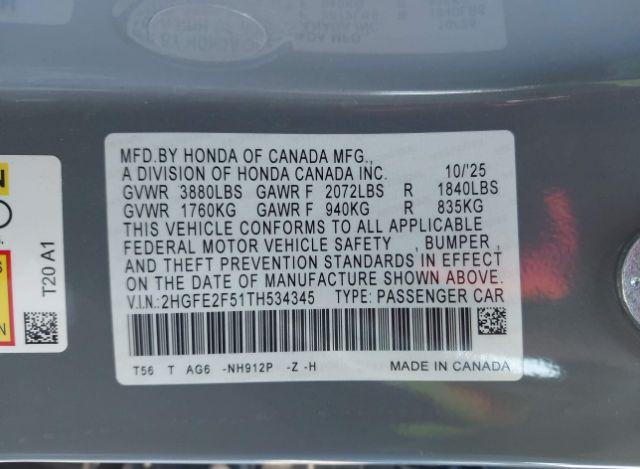 MFD.BY HONDA OF CANADA MFG.,
A DIVISION OF HONDA CANADA INC. 10/'25
GVWR 3880LBS GAWR F 2072LBS R 1840LBS
GVWR 1760KG GAWR F 940KG R 835KG
THIS VEHICLE CONFORMS TO ALL APPLICABLE
FEDERAL MOTOR VEHICLE SAFETY , BUMPER ,
AND THEFT PREVENTION STANDARDS IN EFFECT
ON THE DATE OF MANUFACTURE SHOWN ABOVE.
V.I.N.: 2HGFE2F51TH534345 TYPE: PASSENGER CAR
T56 T AG6 -NH912P -Z -H MADE IN CANADA
T20 A1